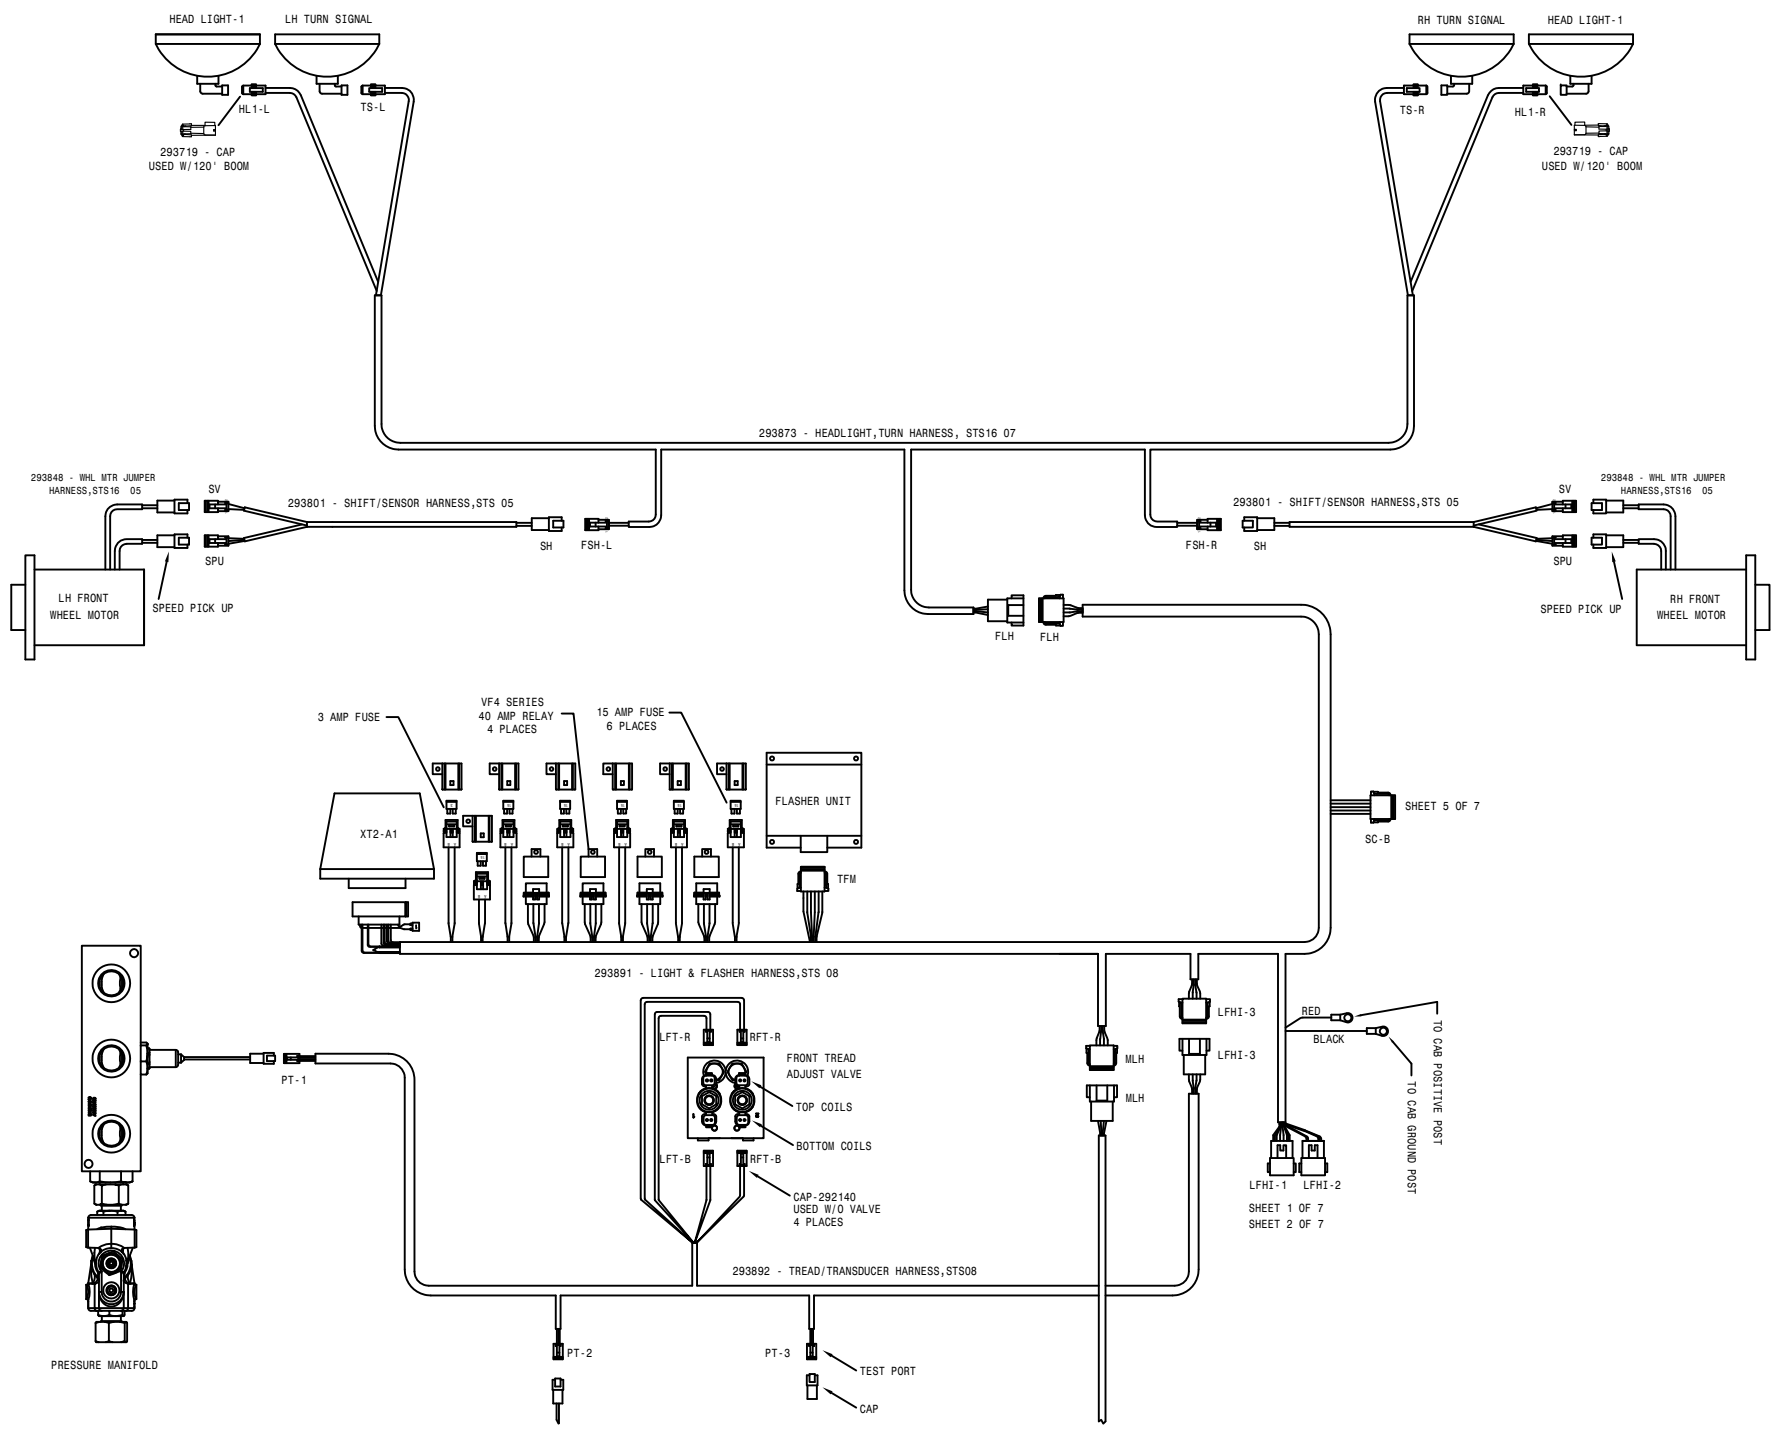 HEAD LIGHT-1
LH TURN SIGNAL
RH TURN SIGNAL
HEAD LIGHT-1
HL1-L
TS-L
TS-R
HL1-R
293719 - CAP
USED W/120' BOOM
293719 - CAP
USED W/120' BOOM
293873 - HEADLIGHT,TURN HARNESS, STS16 07
293848 - WHL MTR JUMPER
HARNESS,STS16 05
SV
293801 - SHIFT/SENSOR HARNESS,STS 05
SPU
SH
FSH-L
SPEED PICK UP
LH FRONT
WHEEL MOTOR
293801 - SHIFT/SENSOR HARNESS,STS 05
SV
293848 - WHL MTR JUMPER
HARNESS,STS16 05
FSH-R
SH
SPU
SPEED PICK UP
RH FRONT
WHEEL MOTOR
FLH
FLH
3 AMP FUSE
VF4 SERIES
40 AMP RELAY
4 PLACES
15 AMP FUSE
6 PLACES
XT2-A1
FLASHER UNIT
TFM
SHEET 5 OF 7
SC-B
293891 - LIGHT & FLASHER HARNESS,STS 08
LFHI-3
LFHI-3
MLH
MLH
RED
BLACK
TO CAB POSITIVE POST
TO CAB GROUND POST
LFHI-1
LFHI-2
SHEET 1 OF 7
SHEET 2 OF 7
PT-1
LFT-R
RFT-R
FRONT TREAD
ADJUST VALVE
TOP COILS
BOTTOM COILS
LFT-B
RFT-B
CAP-292140
USED W/O VALVE
4 PLACES
293892 - TREAD/TRANSDUCER HARNESS,STS08
PRESSURE MANIFOLD
PT-2
PT-3
TEST PORT
CAP